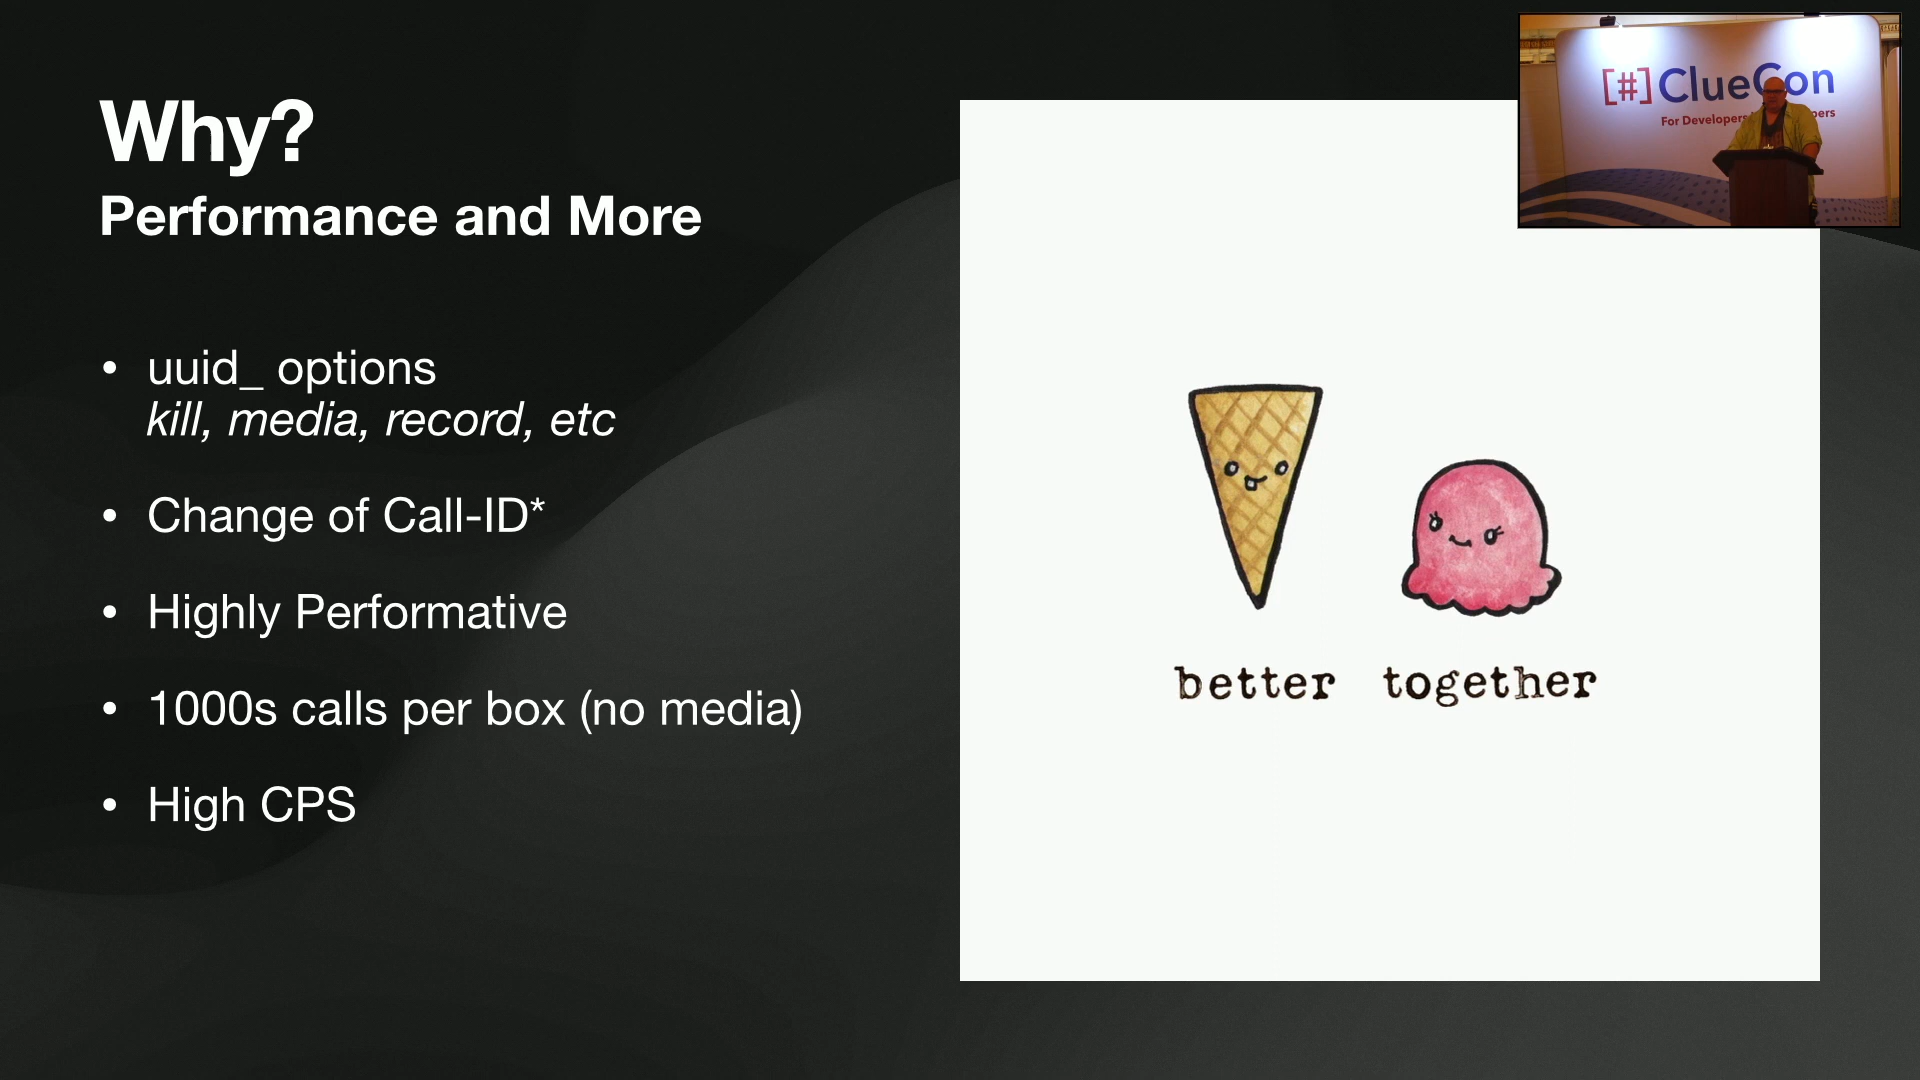 Why?
Performance and More
• uuid_ options
kill, media, record, etc
• Change of Call-ID*
• Highly Performative
• 1000s calls per box (no media)
• High CPS
better together
[#] ClueCon
For Developers